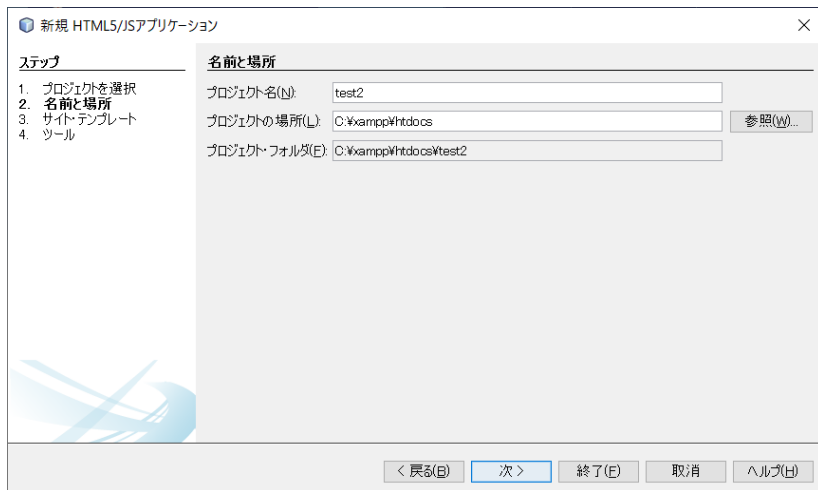 新規 HTML5/JSアプリケーション
ステップ
1. プロジェクトを選択
2. 名前と場所
3. サイト・テンプレート
4. ツール
名前と場所
プロジェクト名(N): test2
プロジェクトの場所(L): C:¥xampp¥htdocs 参照(W)...
プロジェクト・フォルダ(F): C:¥xampp¥htdocs¥test2
< 戻る(B) 次 > 終了(F) 取消 ヘルプ(H)